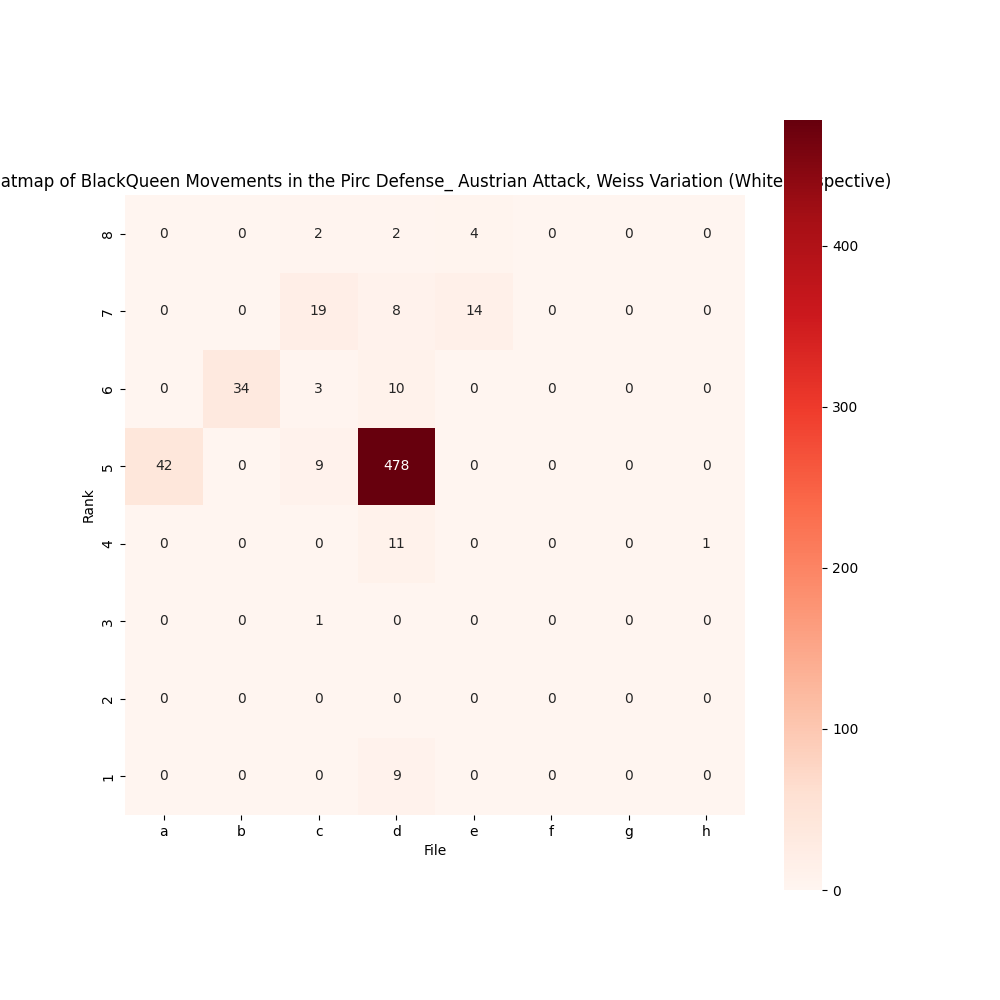 atmap of BlackQueen Movements in the Pirc Defense_ Austrian Attack, Weiss Variation (White spective)
8 0 0 2 2 4 0 0 0
7 0 0 19 8 14 0 0 0
6 0 34 3 10 0 0 0 0
5 42 0 9 478 0 0 0 0
4 0 0 0 11 0 0 0 1
3 0 0 1 0 0 0 0 0
2 0 0 0 0 0 0 0 0
1 0 0 0 9 0 0 0 0
a b c d e f g h
File
Rank
400
300
200
100
0